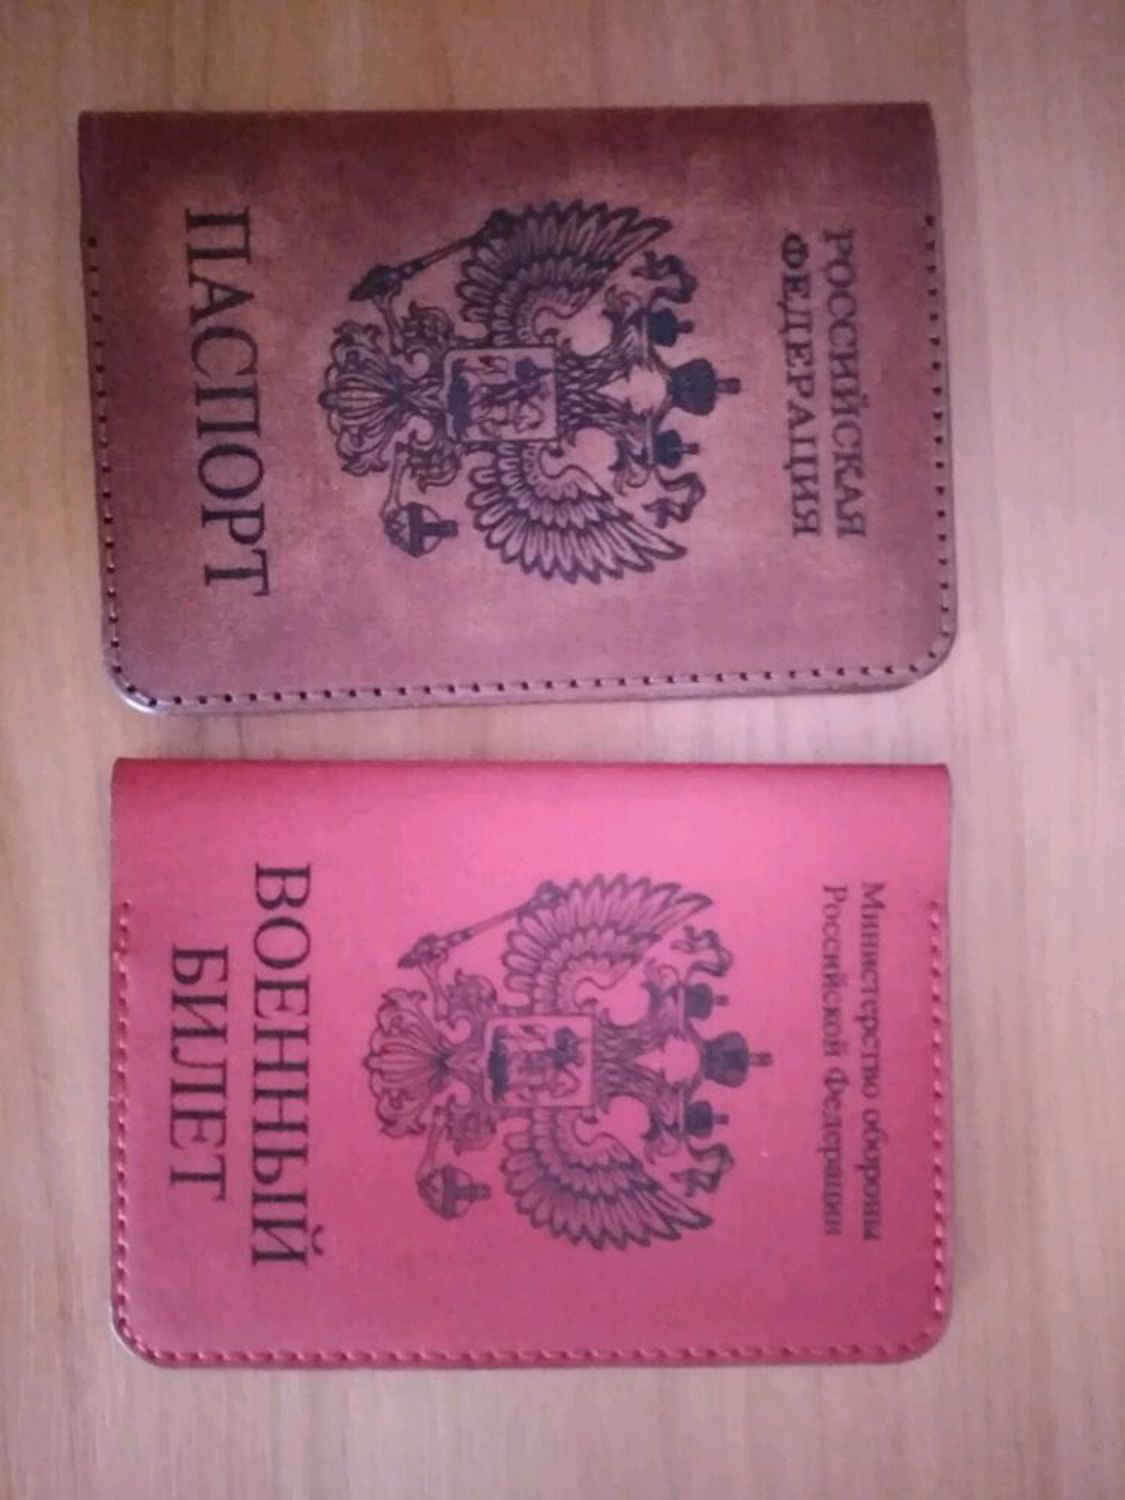 РОССИЙСКАЯ
ФЕДЕРАЦИЯ
ПАСПОРТ
Министерство обороны
Российской Федерации
ВОЕННЫЙ
БИЛЕТ